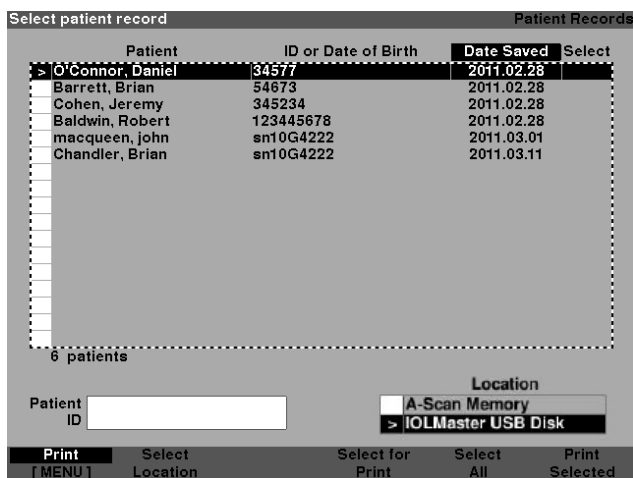 Select patient record Patient Records
Patient ID or Date of Birth Date Saved Select
> O'Connor, Daniel 34577 2011.02.28
Barrett, Brian 54673 2011.02.28
Cohen, Jeremy 345234 2011.02.28
Baldwin, Robert 123445678 2011.02.28
macqueen, john sn10G4222 2011.03.01
Chandler, Brian sn10G4222 2011.03.11
6 patients
Location
Patient ID
A-Scan Memory
> IOLMaster USB Disk
Print Select Select for Select Print
[ MENU ] Location Print All Selected